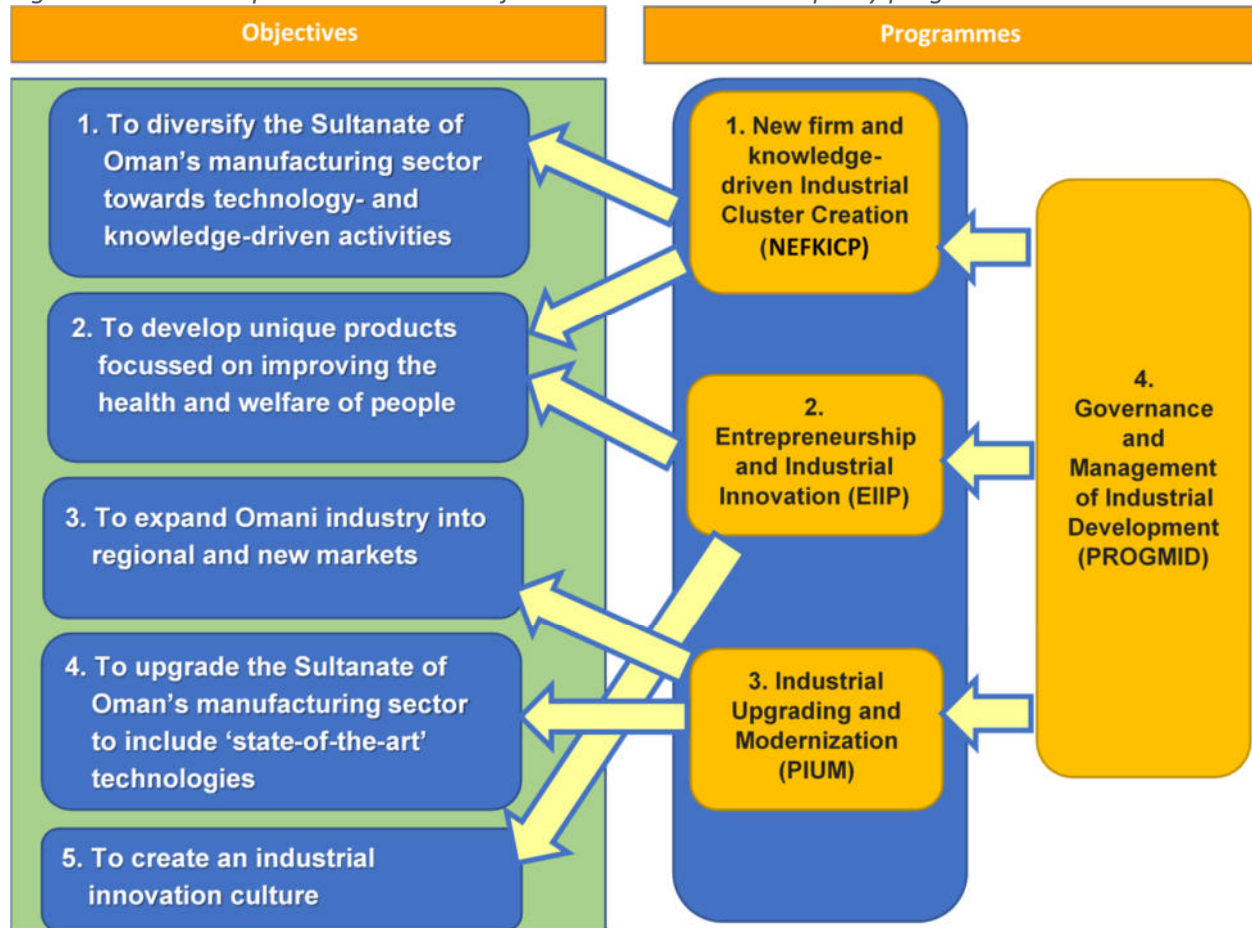 Objectives
Programmes
1. To diversify the Sultanate of
Oman’s manufacturing sector
towards technology- and
knowledge-driven activities
2. To develop unique products
focussed on improving the
health and welfare of people
3. To expand Omani industry into
regional and new markets
4. To upgrade the Sultanate of
Oman’s manufacturing sector
to include ‘state-of-the-art’
technologies
5. To create an industrial
innovation culture
1. New firm and
knowledge-
driven Industrial
Cluster Creation
(NEFKICP)
2.
Entrepreneurship
and Industrial
Innovation (EIIP)
3. Industrial
Upgrading and
Modernization
(PIUM)
4.
Governance
and
Management
of Industrial
Development
(PROGMID)